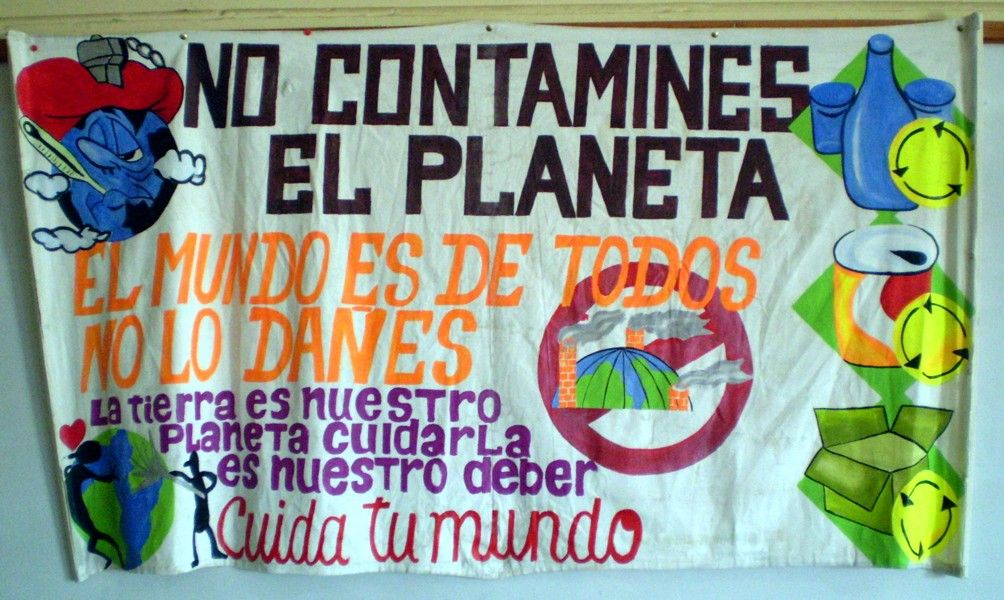 NO CONTAMINES
EL PLANETA
EL MUNDO ES DE TODOS
NO LO DAÑES
La tierra es nuestro
Planeta cuidarla
es nuestro deber
Cuida tu mundo